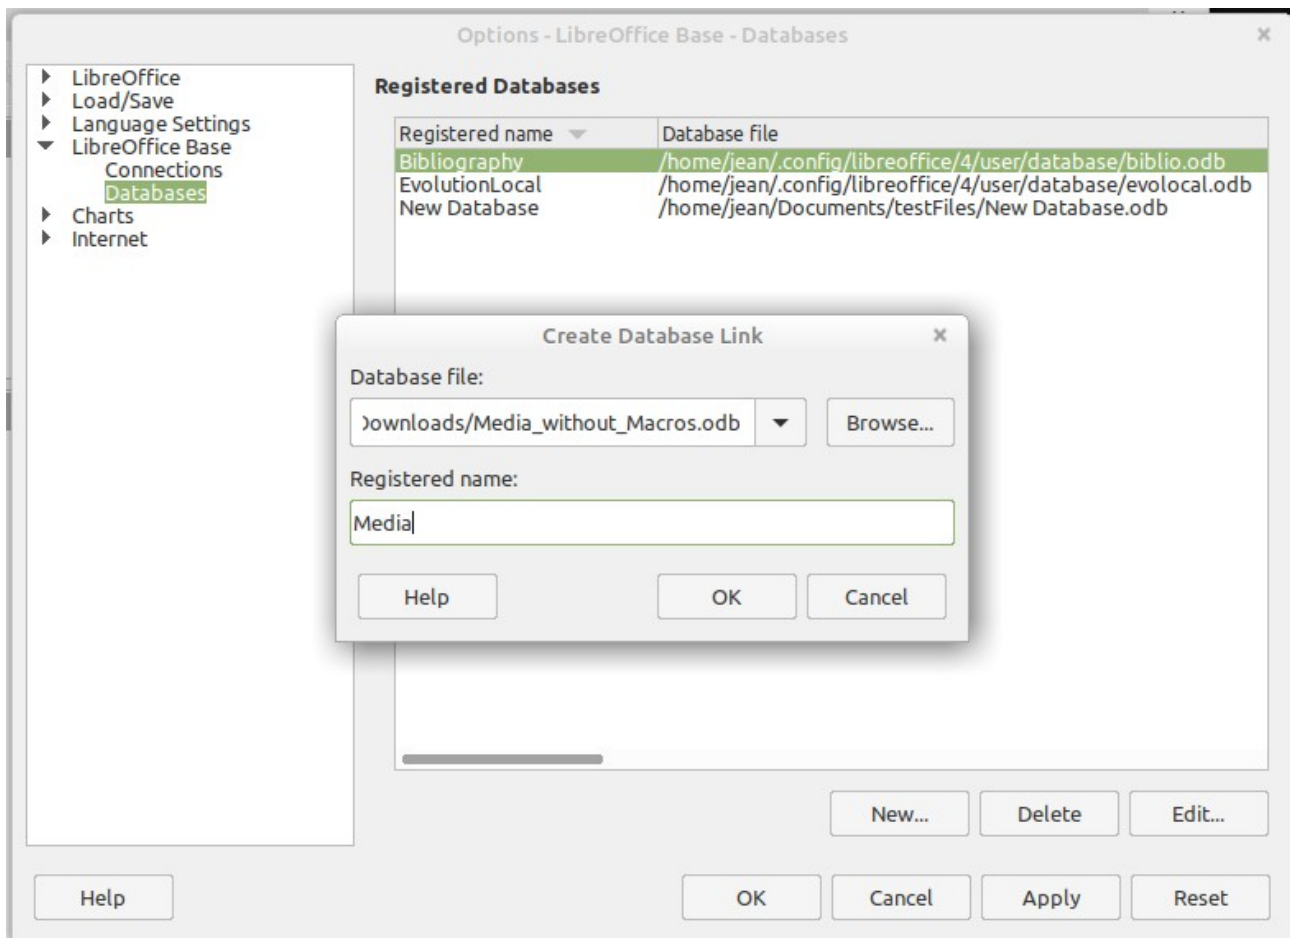 Options - LibreOffice Base - Databases
LibreOffice
Load/Save
Language Settings
LibreOffice Base
Connections
Databases
Charts
Internet
Registered Databases
Registered name Database file
Bibliography /home/jean/.config/libreoffice/4/user/database/biblio.odb
EvolutionLocal /home/jean/.config/libreoffice/4/user/database/evolocal.odb
New Database /home/jean/Documents/testFiles/New Database.odb
Create Database Link
Database file:
Downloads/Media_without_Macros.odb Browse...
Registered name:
Media
Help OK Cancel
New... Delete Edit...
Help OK Cancel Apply Reset